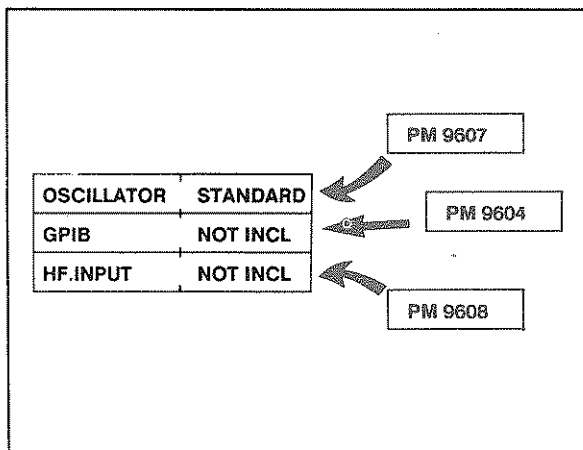 PM 9607
OSCILLATOR STANDARD
GPIB NOT INCL
PM 9604
HF.INPUT NOT INCL
PM 9608